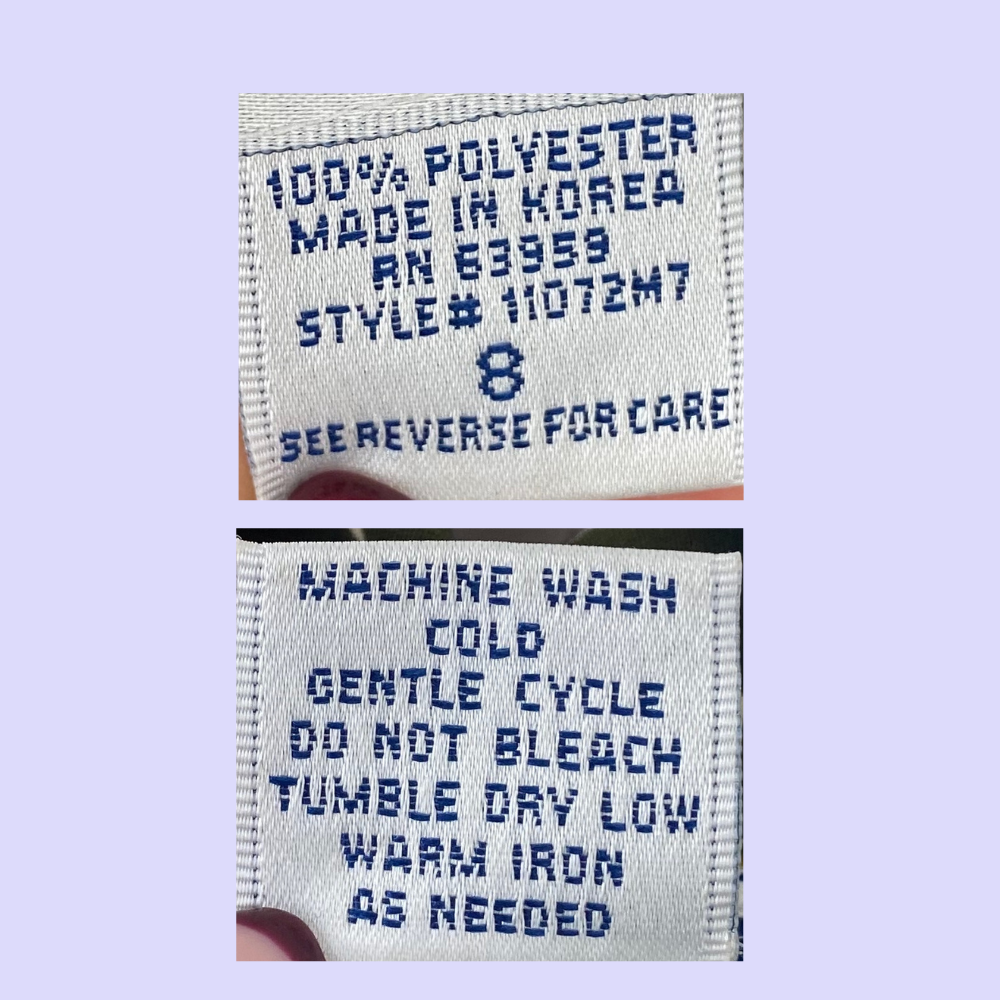 100% POLYESTER
MADE IN KOREA
RN 63959
STYLE# 11072M7
8
SEE REVERSE FOR CARE
MACHINE WASH
COLD
GENTLE CYCLE
DO NOT BLEACH
TUMBLE DRY LOW
WARM IRON
AS NEEDED